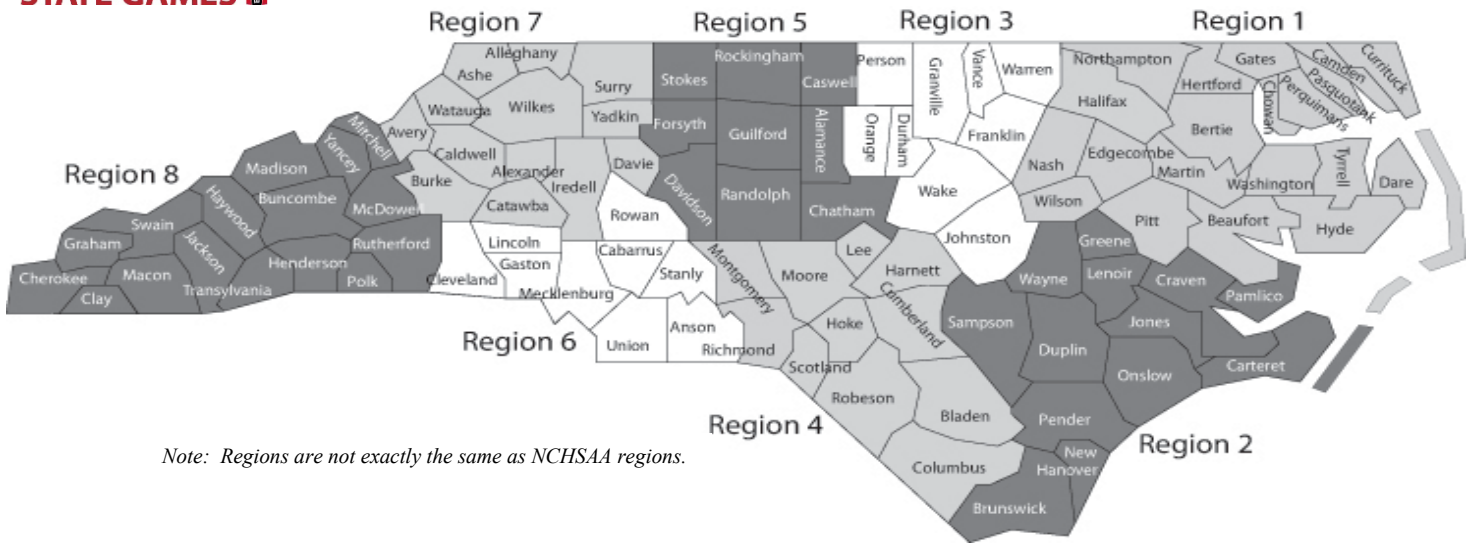 STATE GAMES
Region 7
Region 5
Region 3
Region 1
Alleghany
Ashe
Surry
Stokes
Rockingham
Caswell
Person
Granville
Vance
Warren
Northampton
Gates
Camden
Currituck
Pasquotank
Perquimans
Chowan
Hertford
Watauga
Wilkes
Yadkin
Forsyth
Guilford
Alamance
Orange
Durham
Franklin
Halifax
Bertie
Mitchell
Avery
Yancey
Madison
Caldwell
Alexander
Iredell
Davie
Davidson
Randolph
Chatham
Wake
Nash
Edgecombe
Martin
Washington
Tyrrell
Dare
Region 8
Haywood
Buncombe
McDowell
Burke
Catawba
Rowan
Wilson
Pitt
Beaufort
Hyde
Swain
Graham
Jackson
Rutherford
Lincoln
Cabarrus
Lee
Johnston
Greene
Cherokee
Macon
Henderson
Gaston
Stanly
Montgomery
Moore
Harnett
Wayne
Lenoir
Craven
Pamlico
Clay
Transylvania
Polk
Cleveland
Mecklenburg
Cumberland
Region 6
Union
Anson
Richmond
Hoke
Sampson
Duplin
Jones
Scotland
Onslow
Carteret
Robeson
Bladen
Pender
Region 4
Region 2
Note: Regions are not exactly the same as NCHSAA regions.
Columbus
New
Hanover
Brunswick